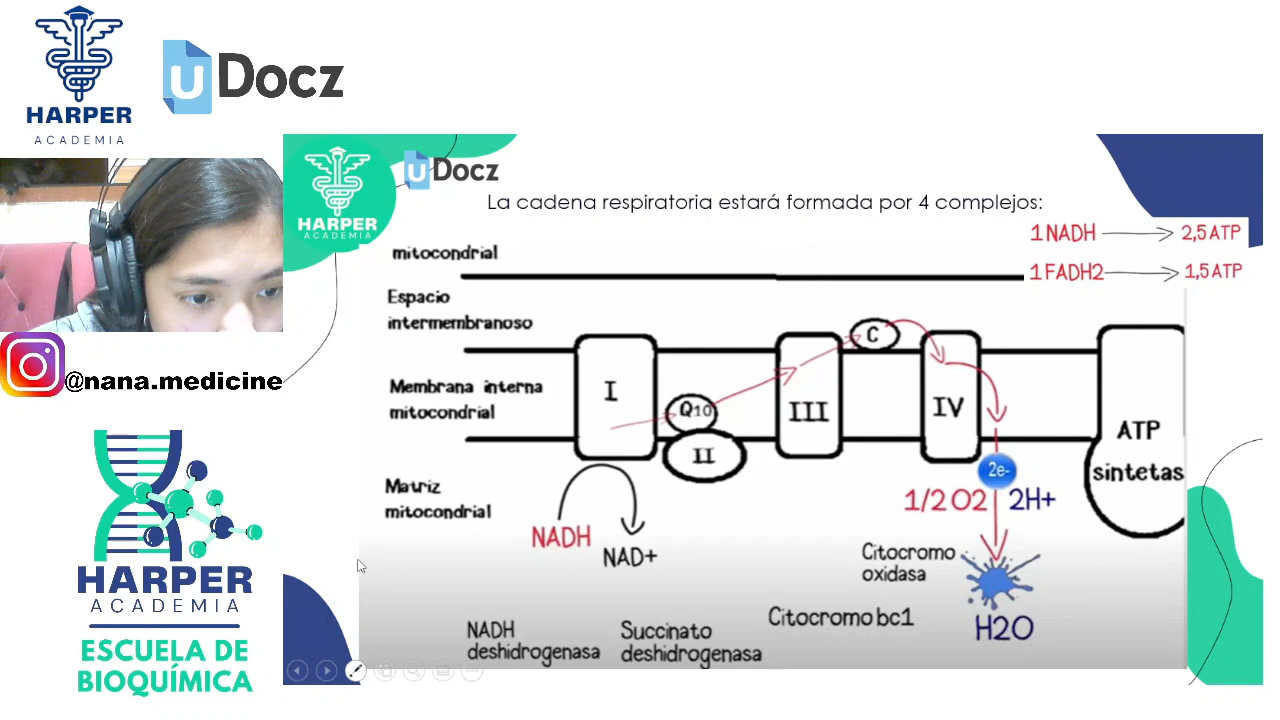 HARPER
ACADEMIA
uDocz
@nana.medicine
HARPER
ACADEMIA
ESCUELA DE
BIOQUÍMICA
HARPER
ACADEMIA
uDocz
La cadena respiratoria estará formada por 4 complejos:
1 NADH 2,5 ATP
1 FADH2 1,5 ATP
mitocondrial
Espacio
intermembranoso
Membrana interna
mitocondrial
Matriz
mitocondrial
I
Q10
II
III
C
IV
ATP
sintetas
2e-
1/2 O2 2H+
NADH
NAD+
Citocromo
oxidasa
H2O
Citocromo bc1
NADH
deshidrogenasa
Succinato
deshidrogenasa